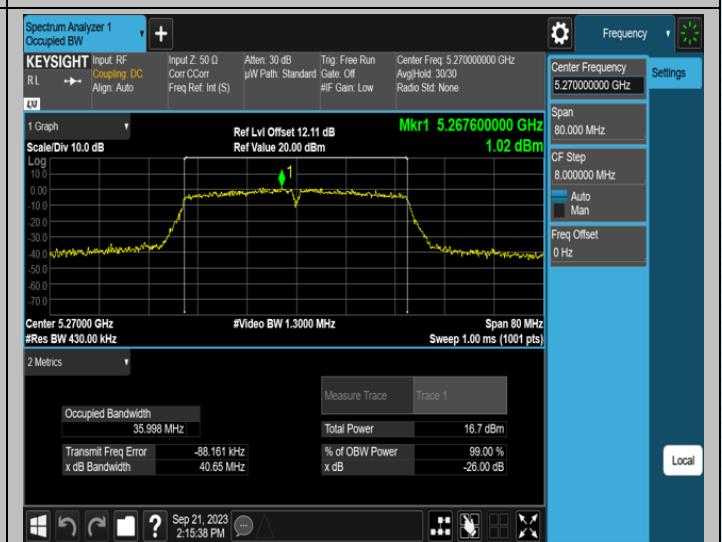 Spectrum Analyzer 1
Occupied BW
+
Frequency
KEYSIGHT
R L
LXI
Input: RF
Coupling: DC
Align: Auto
Input Z: 50 Ω
Corr CCorr
Freq Ref: Int (S)
Atten: 30 dB
µW Path: Standard
Trig: Free Run
Gate: Off
#IF Gain: Low
Center Freq: 5.270000000 GHz
Avg|Hold: 30/30
Radio Std: None
Center Frequency
5.270000000 GHz
Settings
Span
80.000 MHz
CF Step
8.000000 MHz
Auto
Man
Freq Offset
0 Hz
Local
1 Graph
Scale/Div 10.0 dB
Ref Lvl Offset 12.11 dB
Ref Value 20.00 dBm
Mkr1 5.267600000 GHz
1.02 dBm
Log
10.0
0.00
-10.0
-20.0
-30.0
-40.0
-50.0
-60.0
-70.0
1
Center 5.27000 GHz
#Res BW 430.00 kHz
#Video BW 1.3000 MHz
Span 80 MHz
Sweep 1.00 ms (1001 pts)
2 Metrics
Measure Trace
Trace 1
Occupied Bandwidth
35.998 MHz
Total Power
16.7 dBm
Transmit Freq Error
-88.161 kHz
% of OBW Power
99.00 %
x dB Bandwidth
40.65 MHz
x dB
-26.00 dB
?
Sep 21, 2023
2:15:38 PM